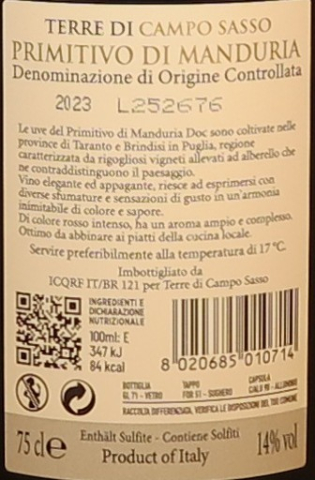 TERRE DI CAMPO SASSO
PRIMITIVO DI MANDURIA
Denominazione di Origine Controllata
2023 L252676
Le uve del Primitivo di Manduria Doc sono coltivate nelle
province di Taranto e Brindisi in Puglia, regione
caratterizzata da rigogliosi vigneti allevati ad alberello che
ne contraddistinguono il paesaggio.
Vino elegante ed appagante, riesce ad esprimersi con
diverse sfumature e sensazioni di gusto in un'armonia
inimitabile di colore e sapore.
Di colore rosso intenso, ha un aroma ampio e complesso.
Ottimo da abbinare ai piatti della cucina locale.
Servire preferibilmente alla temperatura di 17 °C.
Imbottigliato da
ICQRF IT/BR 121 per Terre di Campo Sasso
INGREDIENTI E
DICHIARAZIONE
NUTRIZIONALE
100ml: E
347 kJ
84 kcal
8 020685 010714
BOTTIGLIA TAPPO CAPSULA
GL 71 - VETRO FOR 51 - SUGHERO C/ALU 90 - ALLUMINIO
RACCOLTA DIFFERENZIATA. VERIFICA LE DISPOSIZIONI DEL TUO COMUNE
75 cl e Enthält Sulfite - Contiene Solfiti 14% vol
Product of Italy